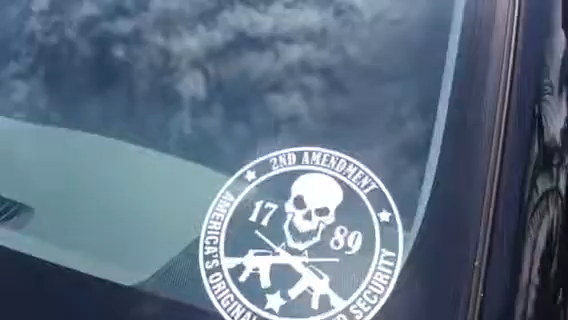 2ND AMENDMENT
17
89
AMERICA'S ORIGINAL
SECURITY